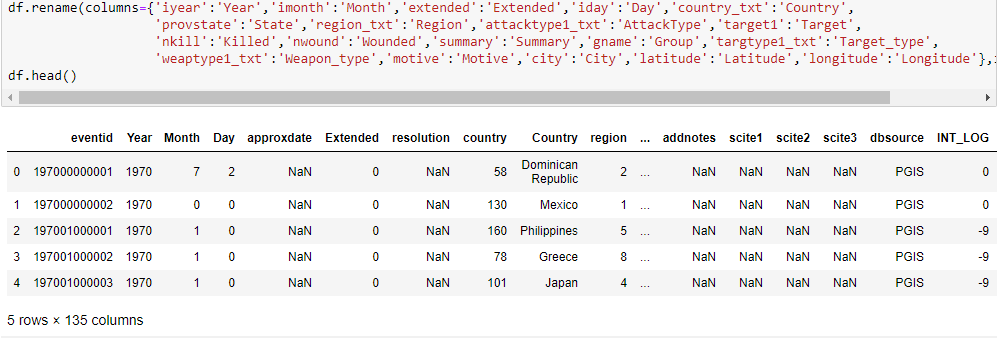 df.rename(columns={'iyear':'Year','imonth':'Month','extended':'Extended','iday':'Day','country_txt':'Country',
'provstate':'State','region_txt':'Region','attacktype1_txt':'AttackType','target1':'Target',
'nkill':'Killed','nwound':'Wounded','summary':'Summary','gname':'Group','targtype1_txt':'Target_type',
'weaptype1_txt':'Weapon_type','motive':'Motive','city':'City','latitude':'Latitude','longitude':'Longitude'},
df.head()
eventid Year Month Day approxdate Extended resolution country Country region ... addnotes scite1 scite2 scite3 dbsource INT_LOG
0 197000000001 1970 7 2 NaN 0 NaN 58 Dominican Republic 2 ... NaN NaN NaN NaN PGIS 0
1 197000000002 1970 0 0 NaN 0 NaN 130 Mexico 1 ... NaN NaN NaN NaN PGIS 0
2 197001000001 1970 1 0 NaN 0 NaN 160 Philippines 5 ... NaN NaN NaN NaN PGIS -9
3 197001000002 1970 1 0 NaN 0 NaN 78 Greece 8 ... NaN NaN NaN NaN PGIS -9
4 197001000003 1970 1 0 NaN 0 NaN 101 Japan 4 ... NaN NaN NaN NaN PGIS -9
5 rows × 135 columns